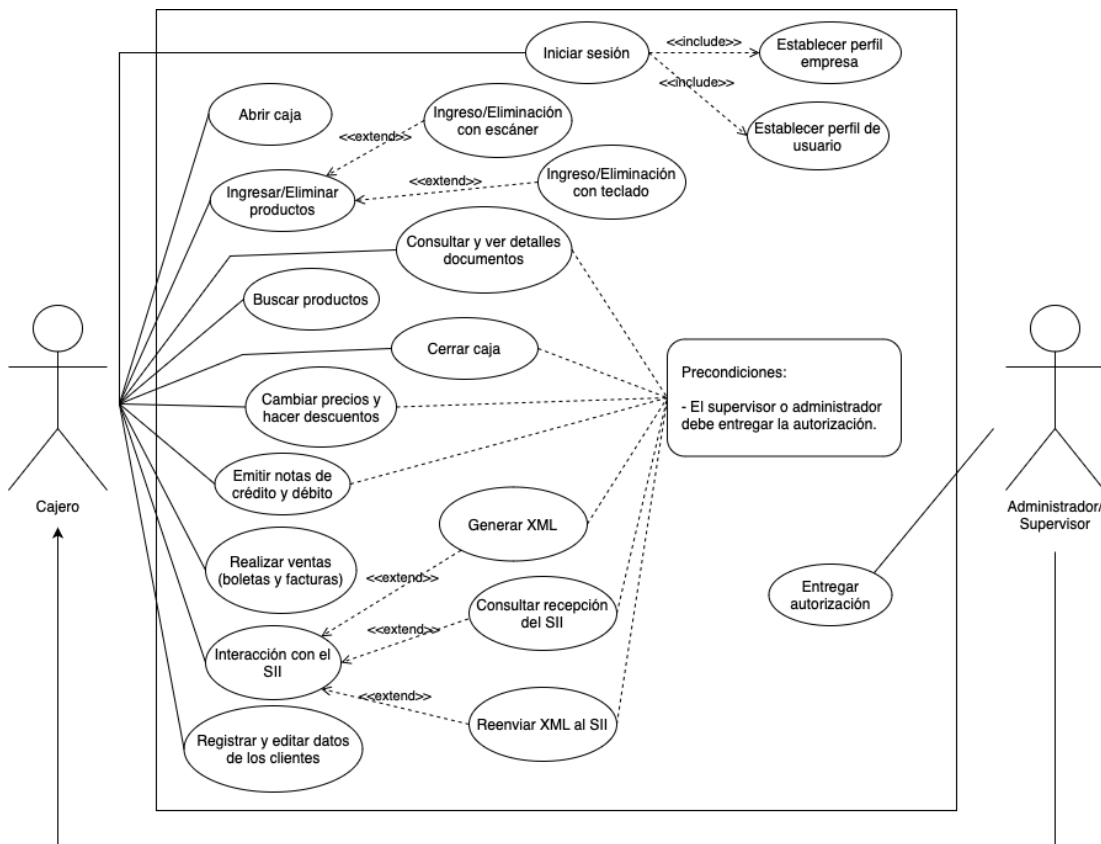 Iniciar sesión
<<include>>
Establecer perfil
empresa
<<include>>
Establecer perfil de
usuario
Abrir caja
Ingreso/Eliminación
con escáner
<<extend>>
Ingresar/Eliminar
productos
<<extend>>
Ingreso/Eliminación
con teclado
Consultar y ver detalles
documentos
Buscar productos
Cerrar caja
Cambiar precios y
hacer descuentos
Precondiciones:
- El supervisor o administrador
debe entregar la autorización.
Emitir notas de
crédito y débito
Cajero
Administrador/
Supervisor
Generar XML
Realizar ventas
(boletas y facturas)
<<extend>>
Entregar
autorización
Consultar recepción
del SII
<<extend>>
Interacción con el
SII
<<extend>>
Reenviar XML al SII
Registrar y editar datos
de los clientes